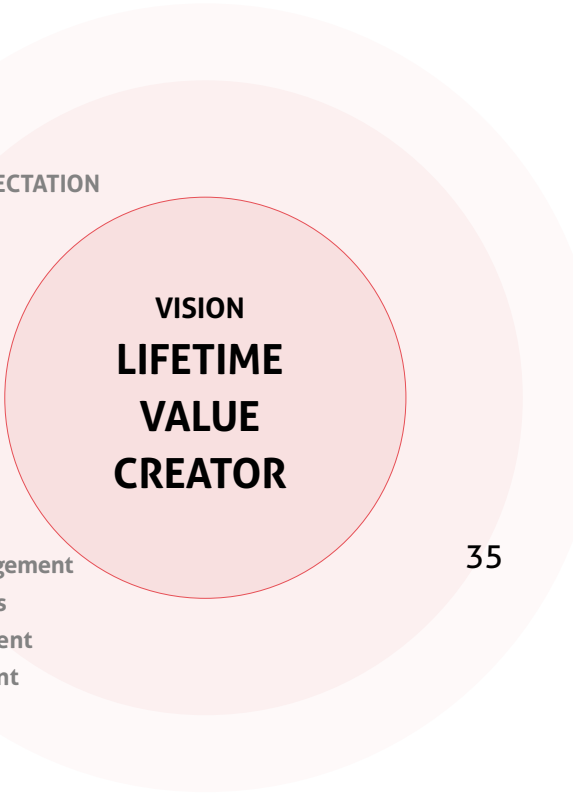 ECTATION
VISION
LIFETIME
VALUE
CREATOR
35
gement
s
ent
nt